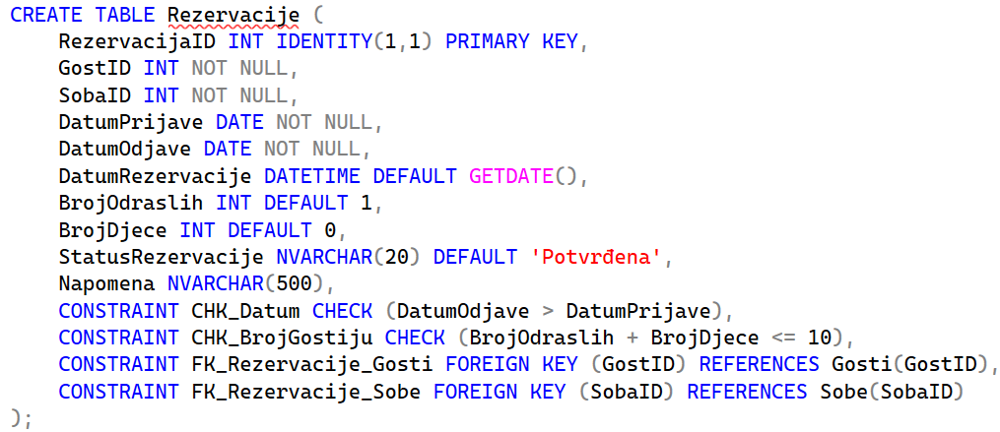 CREATE TABLE Rezervacije (
    RezervacijaID INT IDENTITY(1,1) PRIMARY KEY,
    GostID INT NOT NULL,
    SobaID INT NOT NULL,
    DatumPrijave DATE NOT NULL,
    DatumOdjave DATE NOT NULL,
    DatumRezervacije DATETIME DEFAULT GETDATE(),
    BrojOdraslih INT DEFAULT 1,
    BrojDjece INT DEFAULT 0,
    StatusRezervacije NVARCHAR(20) DEFAULT 'Potvrđena',
    Napomena NVARCHAR(500),
    CONSTRAINT CHK_Datum CHECK (DatumOdjave > DatumPrijave),
    CONSTRAINT CHK_BrojGostiju CHECK (BrojOdraslih + BrojDjece <= 10),
    CONSTRAINT FK_Rezervacije_Gosti FOREIGN KEY (GostID) REFERENCES Gosti(GostID),
    CONSTRAINT FK_Rezervacije_Sobe FOREIGN KEY (SobaID) REFERENCES Sobe(SobaID)
);